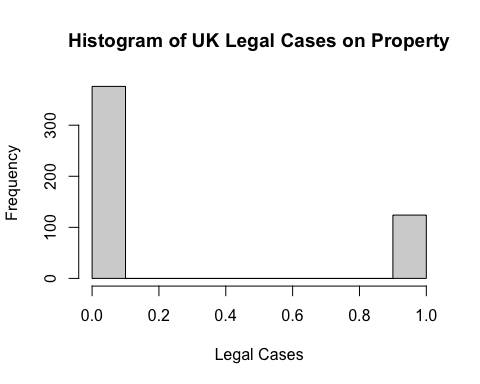 Histogram of UK Legal Cases on Property
Frequency
300
200
100
0
0.0 0.2 0.4 0.6 0.8 1.0
Legal Cases